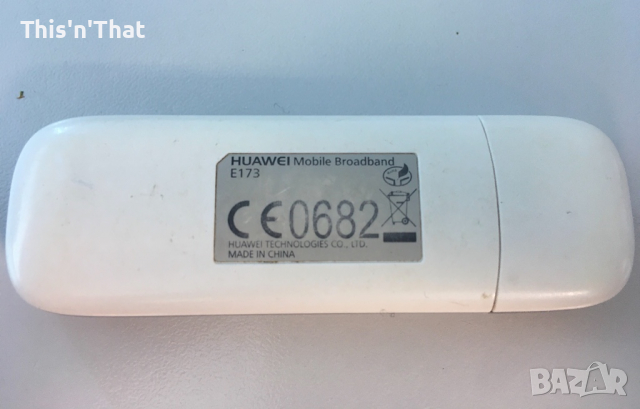 This'n'That
HUAWEI Mobile Broadband
E173
CE0682
HUAWEI TECHNOLOGIES CO., LTD.
MADE IN CHINA
BAZAR